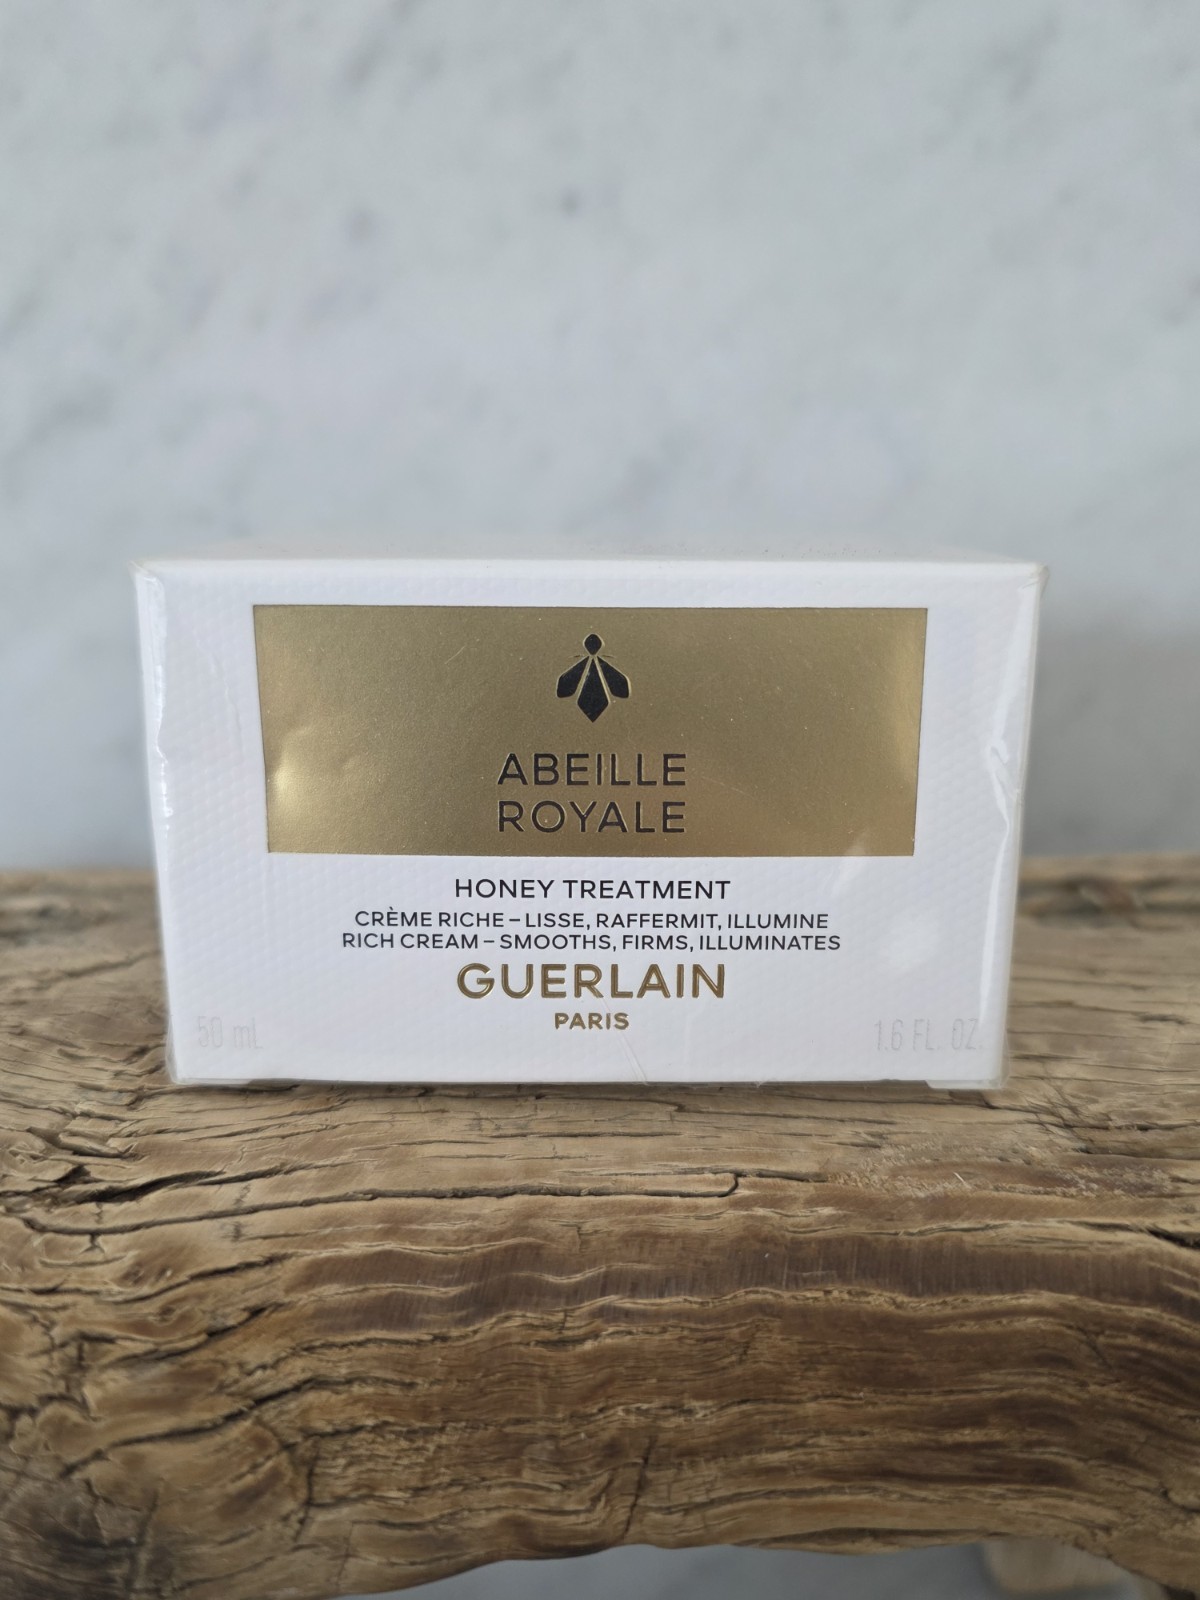 ABEILLE
ROYALE
HONEY TREATMENT
CRÈME RICHE – LISSE, RAFFERMIT, ILLUMINE
RICH CREAM – SMOOTHS, FIRMS, ILLUMINATES
GUERLAIN
PARIS
50 mL 1.6 FL. OZ.